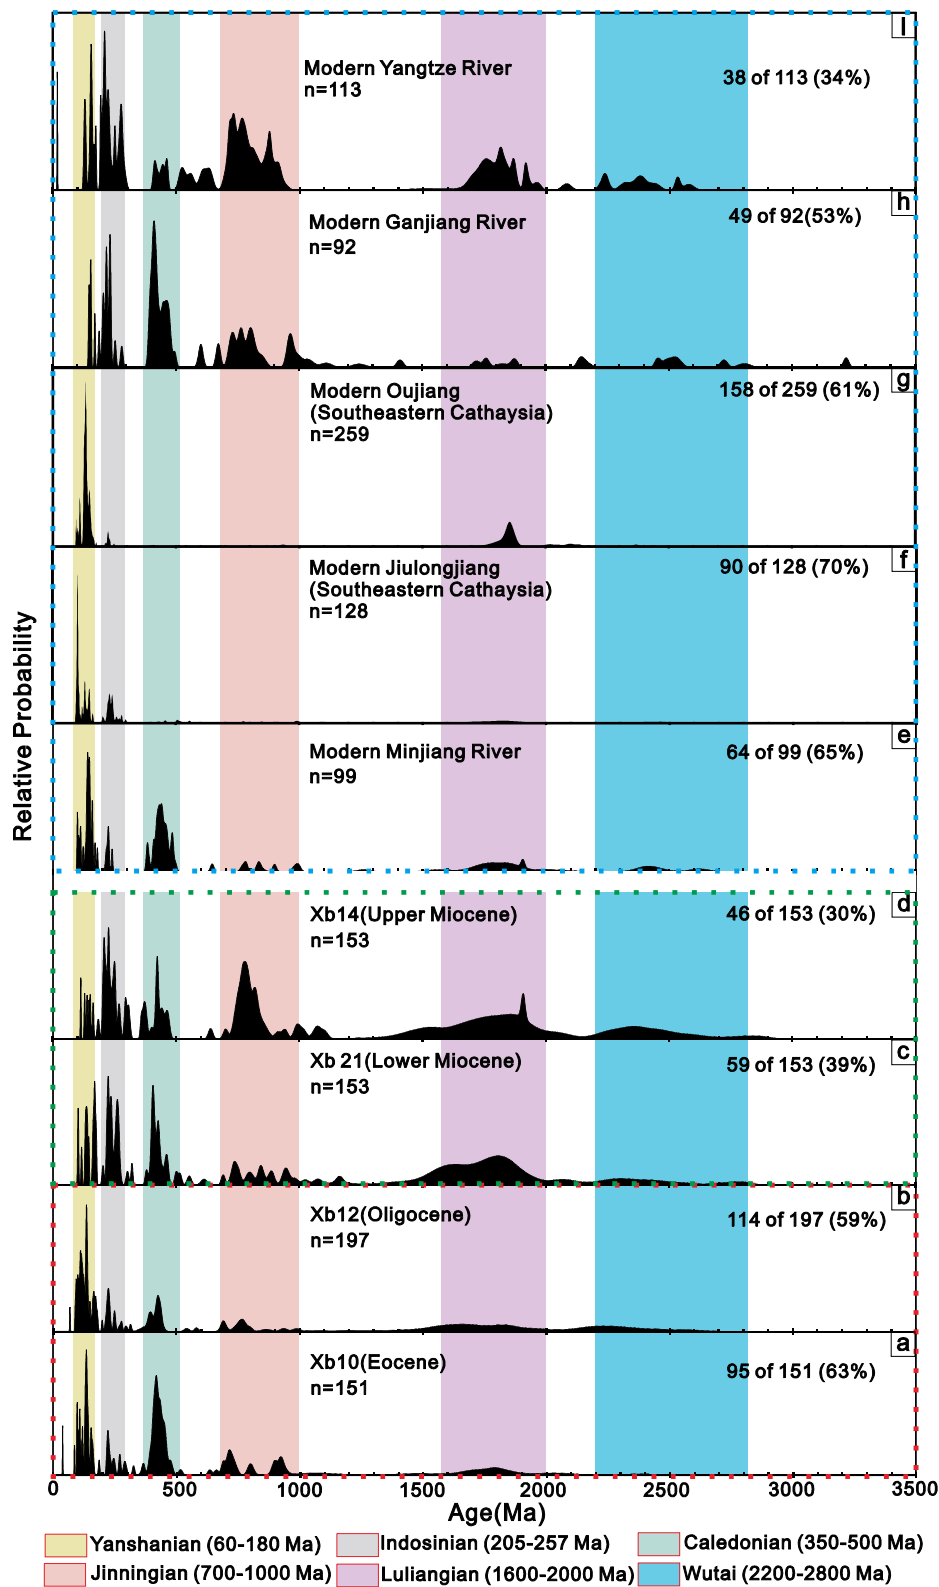 l
Modern Yangtze River
n=113
38 of 113 (34%)
h
Modern Ganjiang River
n=92
49 of 92(53%)
g
Modern Oujiang
(Southeastern Cathaysia)
n=259
158 of 259 (61%)
f
Modern Jiulongjiang
(Southeastern Cathaysia)
n=128
90 of 128 (70%)
e
Modern Minjiang River
n=99
64 of 99 (65%)
d
Xb14(Upper Miocene)
n=153
46 of 153 (30%)
c
Xb 21(Lower Miocene)
n=153
59 of 153 (39%)
b
Xb12(Oligocene)
n=197
114 of 197 (59%)
a
Xb10(Eocene)
n=151
95 of 151 (63%)
Relative Probability
0 500 1000 1500 2000 2500 3000 3500
Age(Ma)
Yanshanian (60-180 Ma) Indosinian (205-257 Ma) Caledonian (350-500 Ma)
Jinningian (700-1000 Ma) Luliangian (1600-2000 Ma) Wutai (2200-2800 Ma)